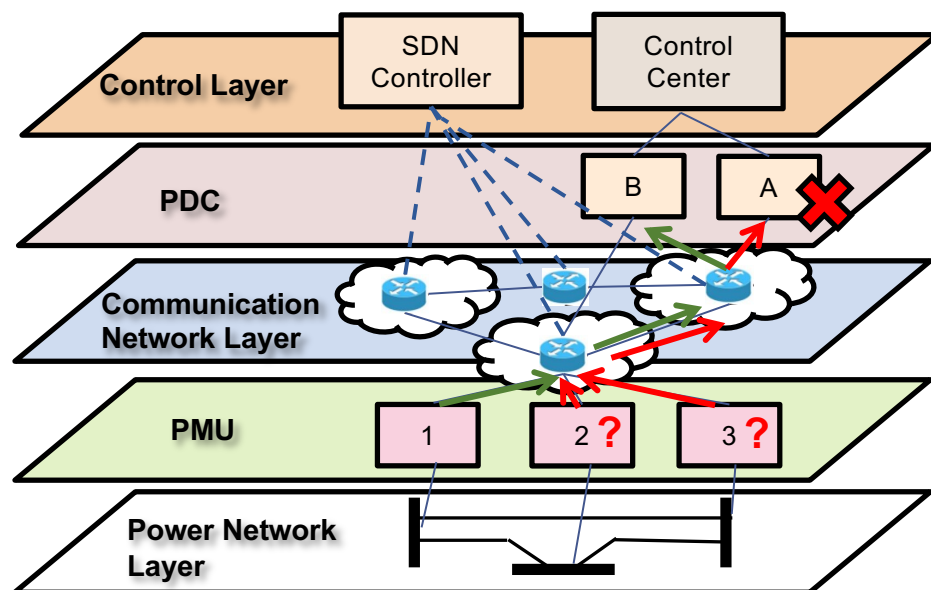 SDN
Controller
Control
Center
Control Layer
B
A
PDC
Communication
Network Layer
PMU
1
2 ?
3 ?
Power Network
Layer